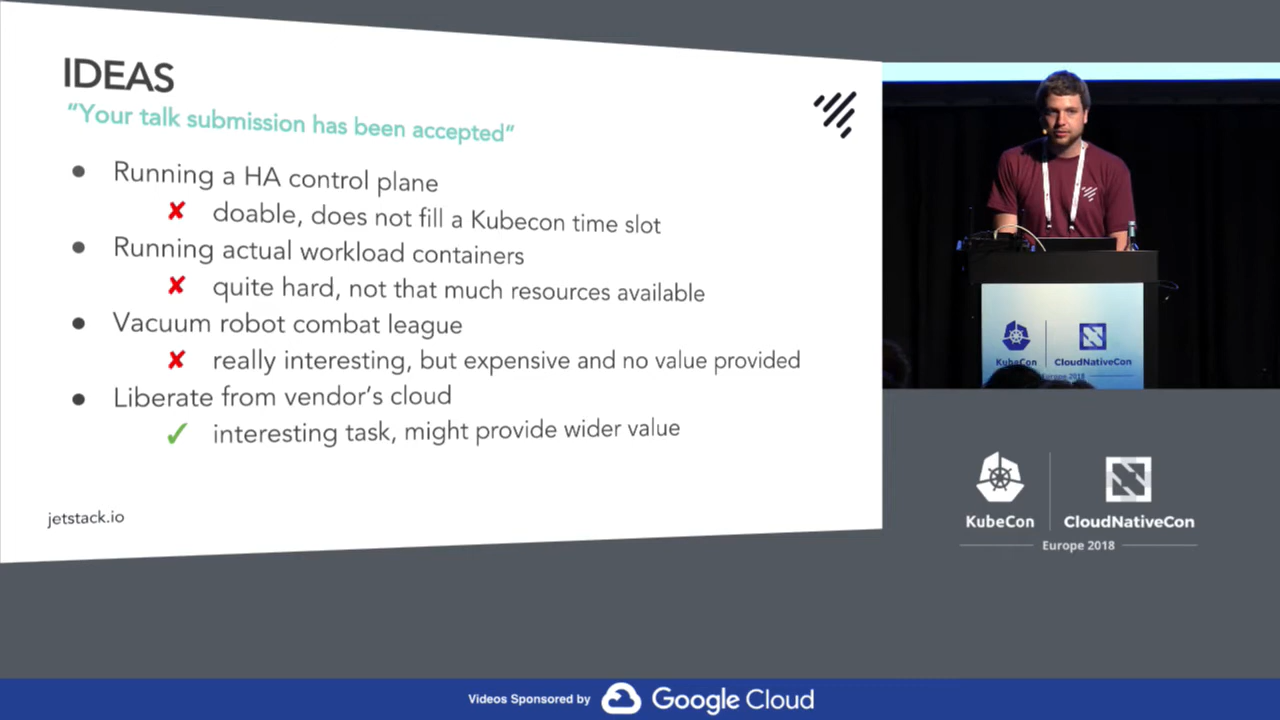 IDEAS
"Your talk submission has been accepted"
● Running a HA control plane
✘ doable, does not fill a Kubecon time slot
● Running actual workload containers
✘ quite hard, not that much resources available
● Vacuum robot combat league
✘ really interesting, but expensive and no value provided
● Liberate from vendor's cloud
✓ interesting task, might provide wider value
jetstack.io
KubeCon
CloudNativeCon
Europe 2018
KubeCon
CloudNativeCon
Europe 2018
Videos Sponsored by Google Cloud